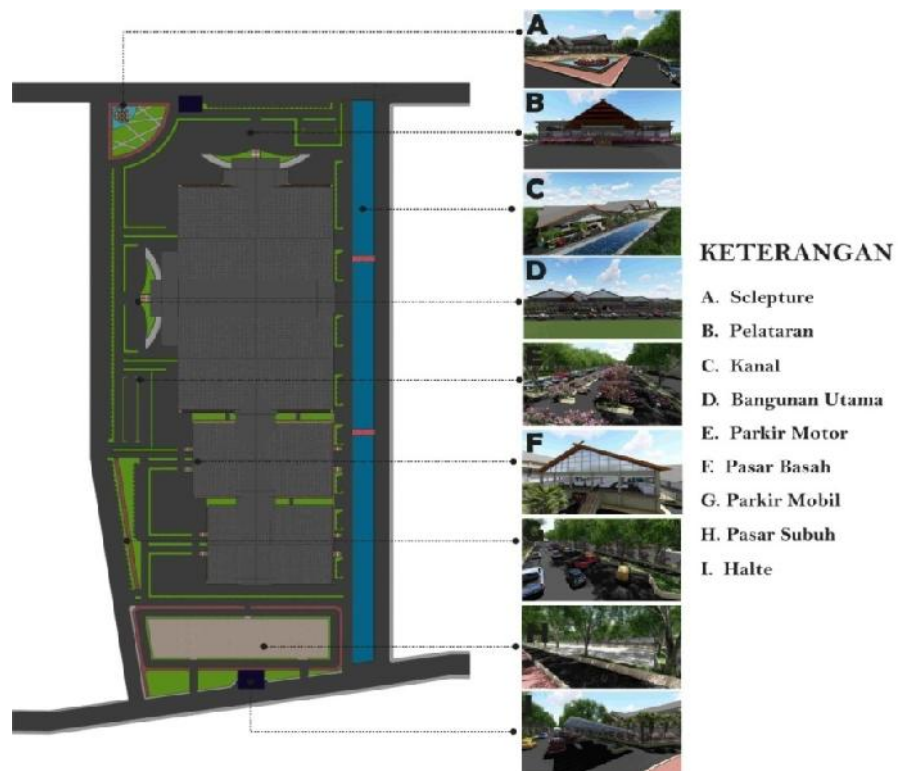 A
B
C
D
F
H
KETERANGAN
A. Sclepture
B. Pelataran
C. Kanal
D. Bangunan Utama
E. Parkir Motor
F. Pasar Basah
G. Parkir Mobil
H. Pasar Subuh
I. Halte